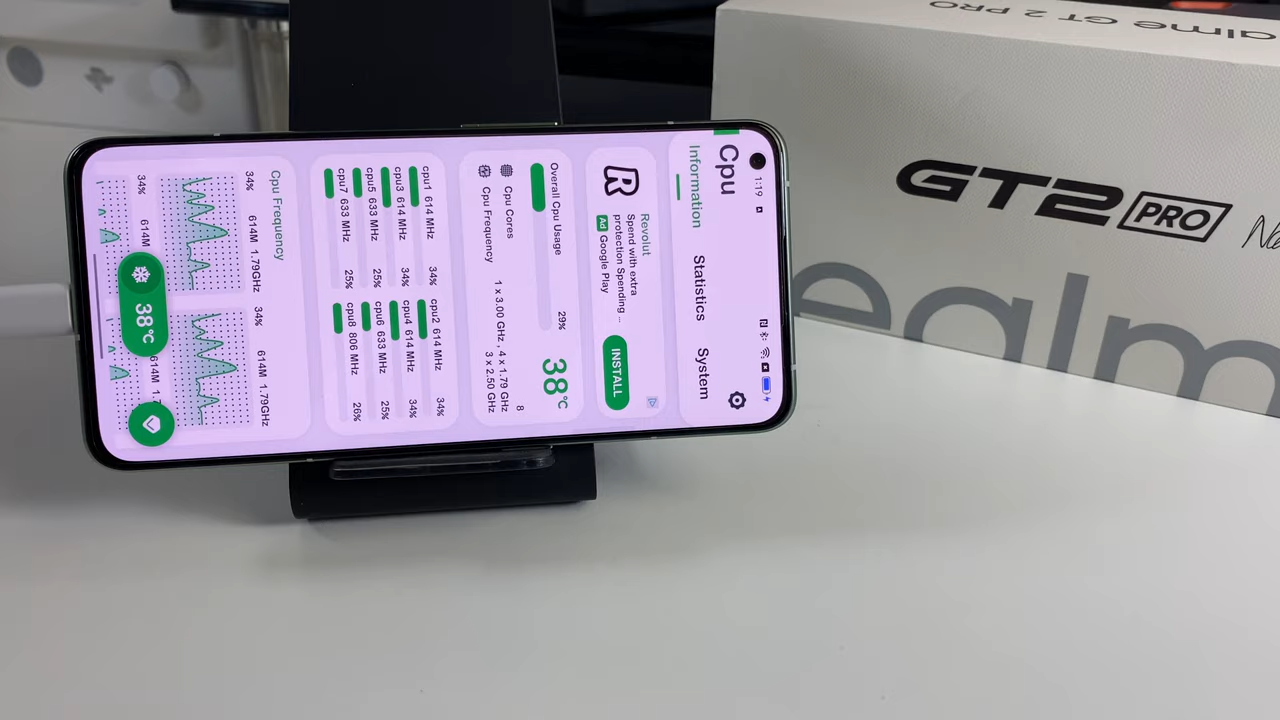 1:19
Cpu
Information Statistics System
Revolut
Spend with extra
protection Spending ...
Ad Google Play
INSTALL
Overall Cpu Usage 29%
38°C
Cpu Cores 8
Cpu Frequency 1 x 3.00 GHz , 4 x 1.79 GHz
3 x 2.50 GHz
cpu1 614 MHz 34% cpu2 614 MHz 34%
cpu3 614 MHz 34% cpu4 614 MHz 34%
cpu5 633 MHz 25% cpu6 633 MHz 25%
cpu7 633 MHz 25% cpu8 806 MHz 26%
Cpu Frequency
614M 1.79GHz 614M 1.79GHz
34% 34%
614M 614M
34%
38°C
realme GT 2 PRO
GT2 PRO
realm